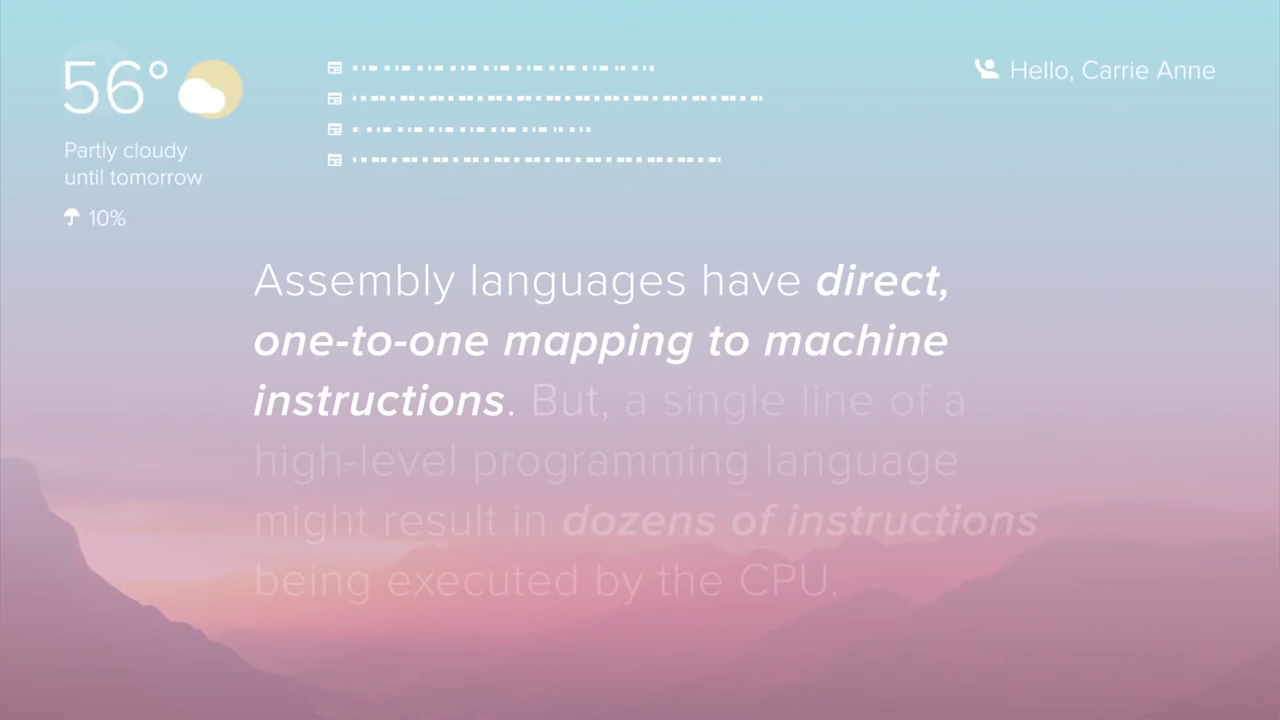 56°
Partly cloudy
until tomorrow
10%
Hello, Carrie Anne
Assembly languages have direct,
one-to-one mapping to machine
instructions. But, a single line of a
high-level programming language
might result in dozens of instructions
being executed by the CPU.